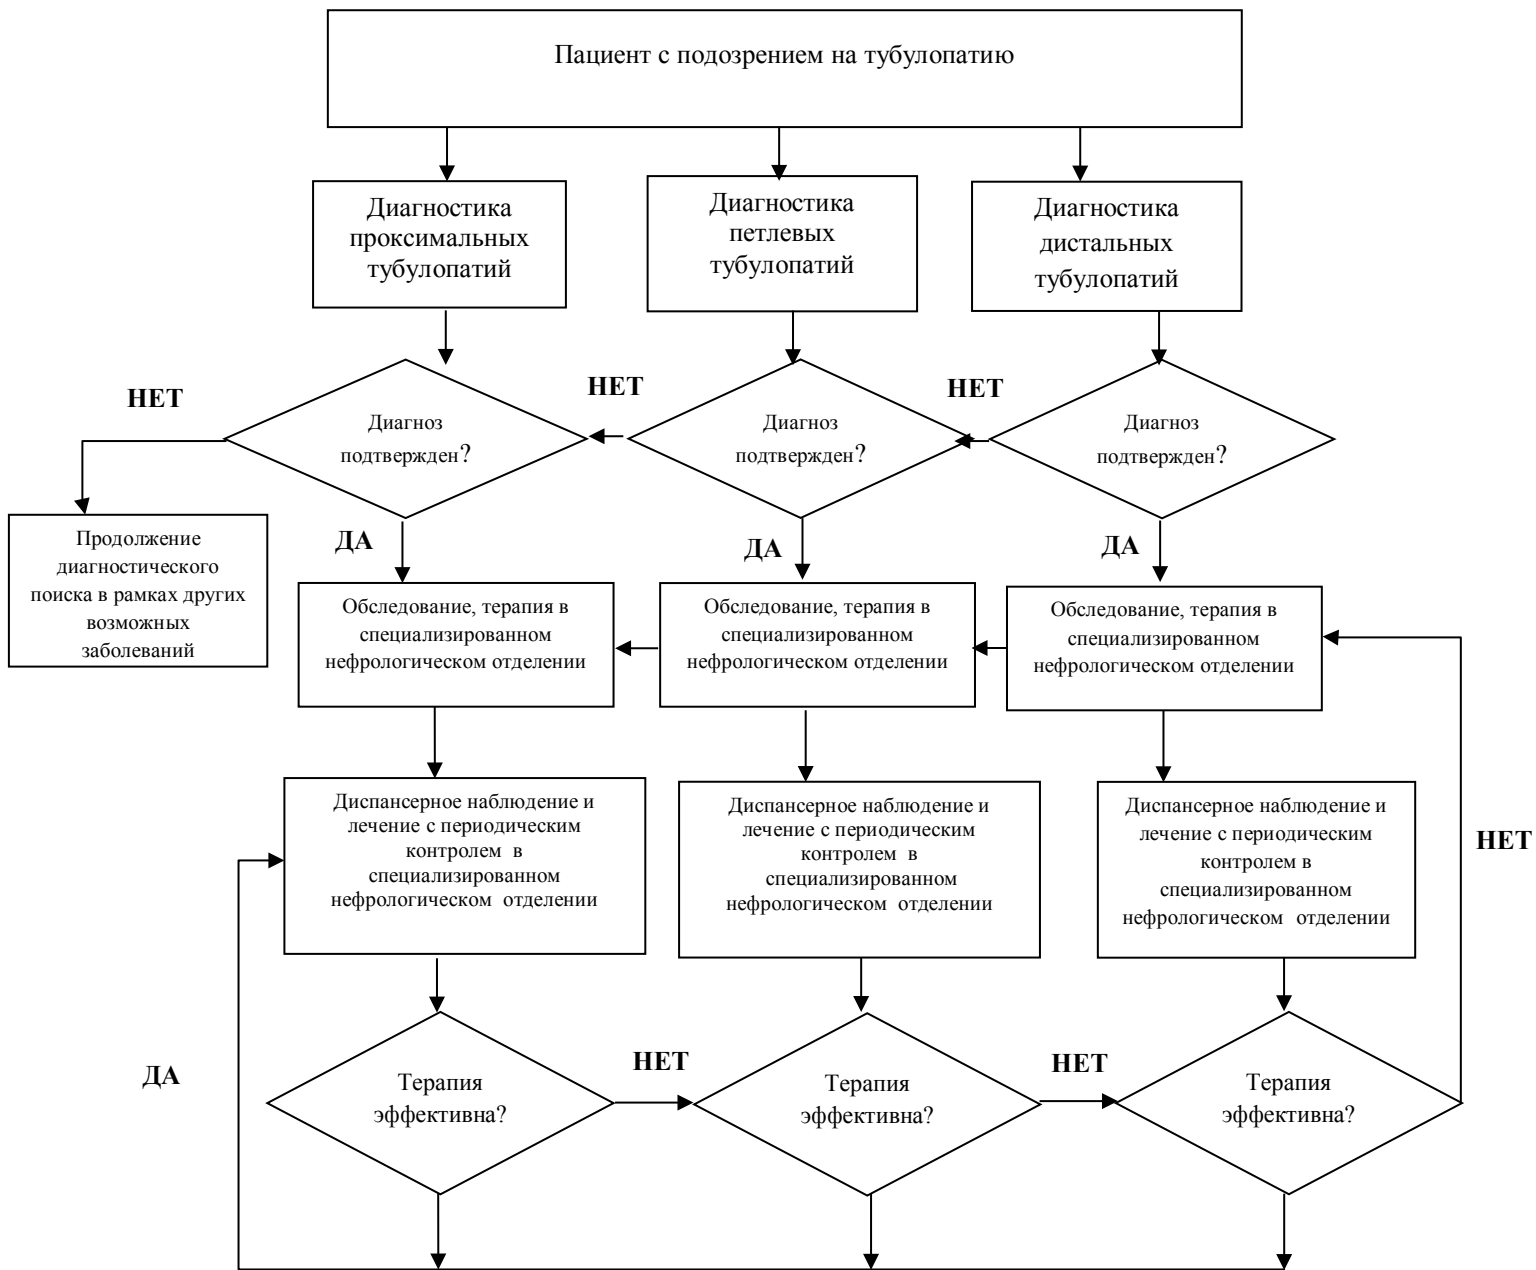 Пациент с подозрением на тубулопатию
Диагностика
проксимальных
тубулопатий
Диагностика
петлевых
тубулопатий
Диагностика
дистальных
тубулопатий
НЕТ
НЕТ
НЕТ
Диагноз
подтвержден?
Диагноз
подтвержден?
Диагноз
подтвержден?
Продолжение
диагностического
поиска в рамках других
возможных
заболеваний
ДА
ДА
ДА
Обследование, терапия в
специализированном
нефрологическом отделении
Обследование, терапия в
специализированном
нефрологическом отделении
Обследование, терапия в
специализированном
нефрологическом отделении
Диспансерное наблюдение и
лечение с периодическим
контролем в
специализированном
нефрологическом отделении
Диспансерное наблюдение и
лечение с периодическим
контролем в
специализированном
нефрологическом отделении
Диспансерное наблюдение и
лечение с периодическим
контролем в
специализированном
нефрологическом отделении
НЕТ
ДА
Терапия
эффективна?
НЕТ
Терапия
эффективна?
НЕТ
Терапия
эффективна?